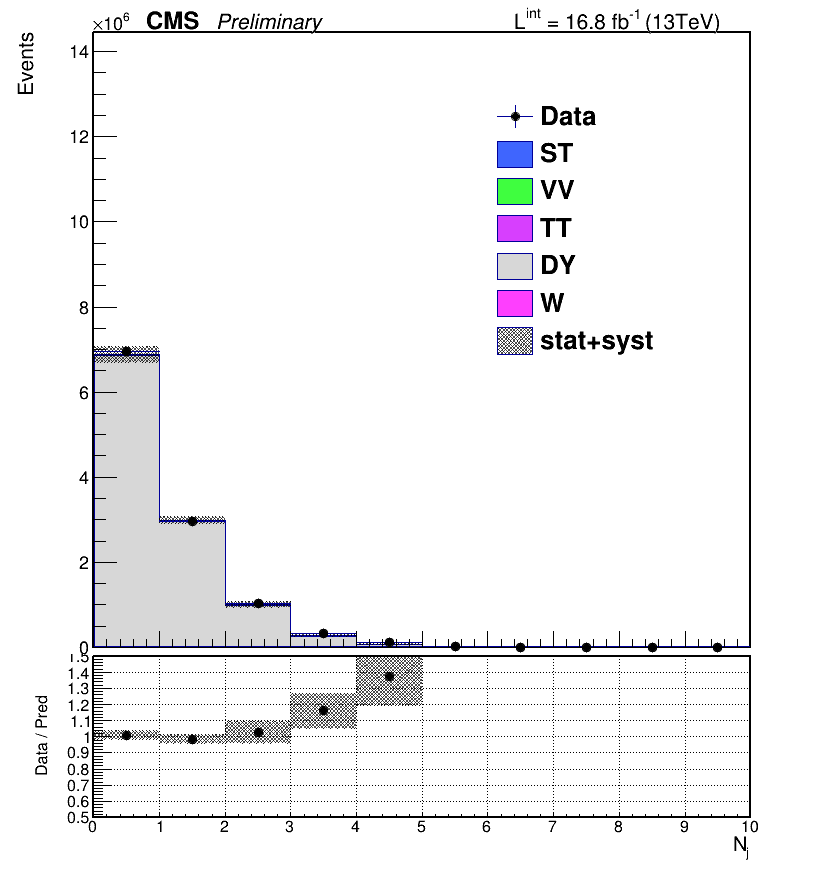 ×10⁶ CMS Preliminary Lⁱⁿᵗ = 16.8 fb⁻¹ (13TeV)
Events
14
12
10
8
6
4
2
0
Data
ST
VV
TT
DY
W
stat+syst
Data / Pred
1.5
1.4
1.3
1.2
1.1
1
0.9
0.8
0.7
0.6
0.5
0 1 2 3 4 5 6 7 8 9 10
Nⱼ